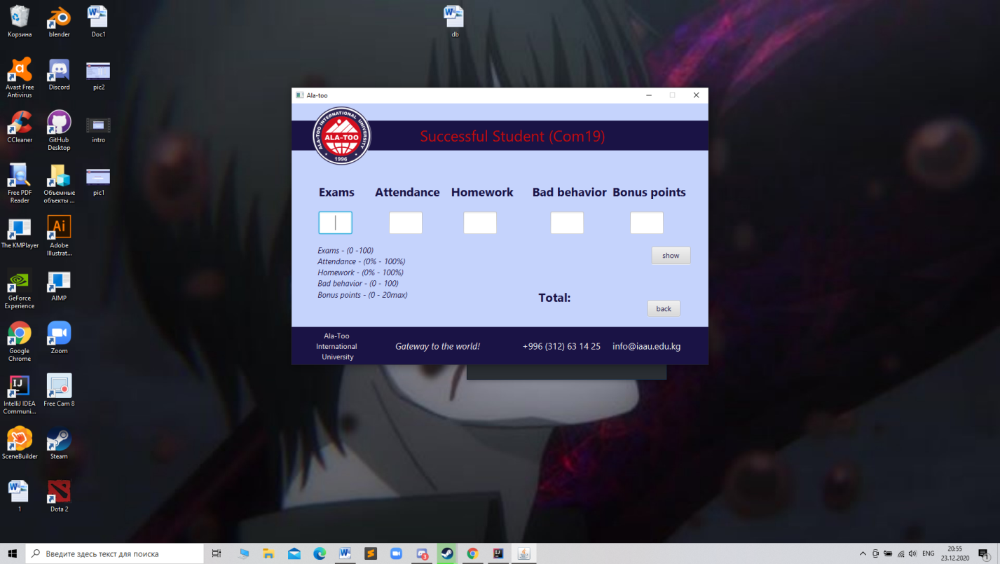 Корзина
blender
Doc1
db
Avast Free
Antivirus
Discord
pic2
CCleaner
GitHub
Desktop
intro
Free PDF
Reader
Объемные
объекты ...
pic1
The KMPlayer
Adobe
Illustrat...
GeForce
Experience
AIMP
Google
Chrome
Zoom
IntelliJ IDEA
Communi...
Free Cam 8
SceneBuilder
Steam
1
Dota 2
Ala-too
ALA-TOO INTERNATIONAL UNIVERSITY
ALA-TOO
1996
Successful Student (Com19)
Exams Attendance Homework Bad behavior Bonus points
Exams - (0 -100)
Attendance - (0% - 100%)
Homework - (0% - 100%)
Bad behavior - (0 - 100)
Bonus points - (0 - 20max)
show
Total:
back
Ala-Too
International
University
Gateway to the world!
+996 (312) 63 14 25
info@iaau.edu.kg
Введите здесь текст для поиска
ENG
20:55
23.12.2020